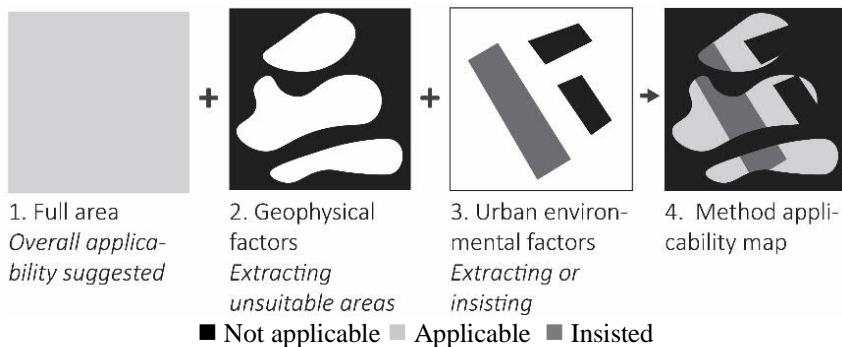 1. Full area
Overall applica-
bility suggested
2. Geophysical
factors
Extracting
unsuitable areas
3. Urban environ-
mental factors
Extracting or
insisting
4. Method appli-
cability map
Not applicable Applicable Insisted